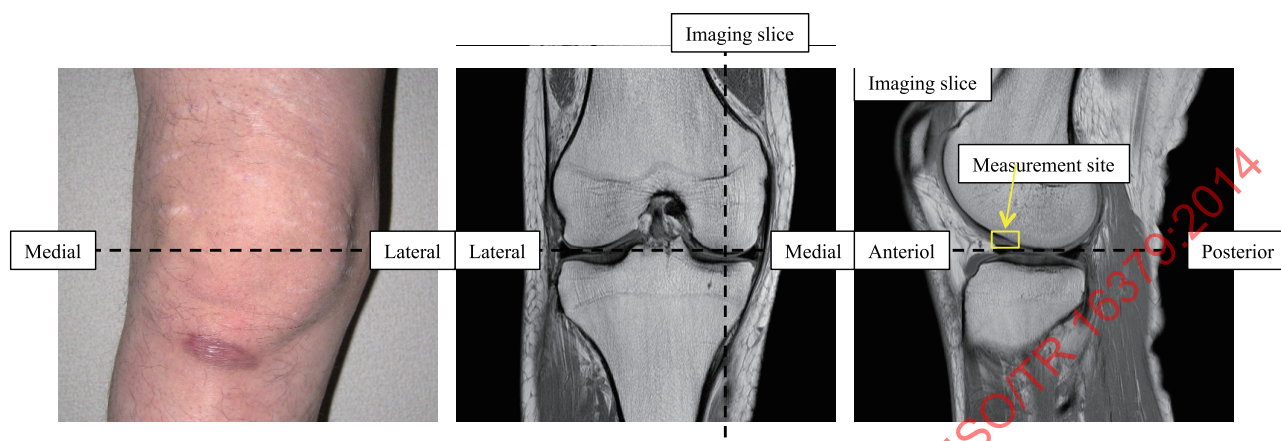 Imaging slice
Imaging slice
Measurement site
Medial
Lateral
Lateral
Medial
Anteriol
Posterior
ISO/TR 16379:2014